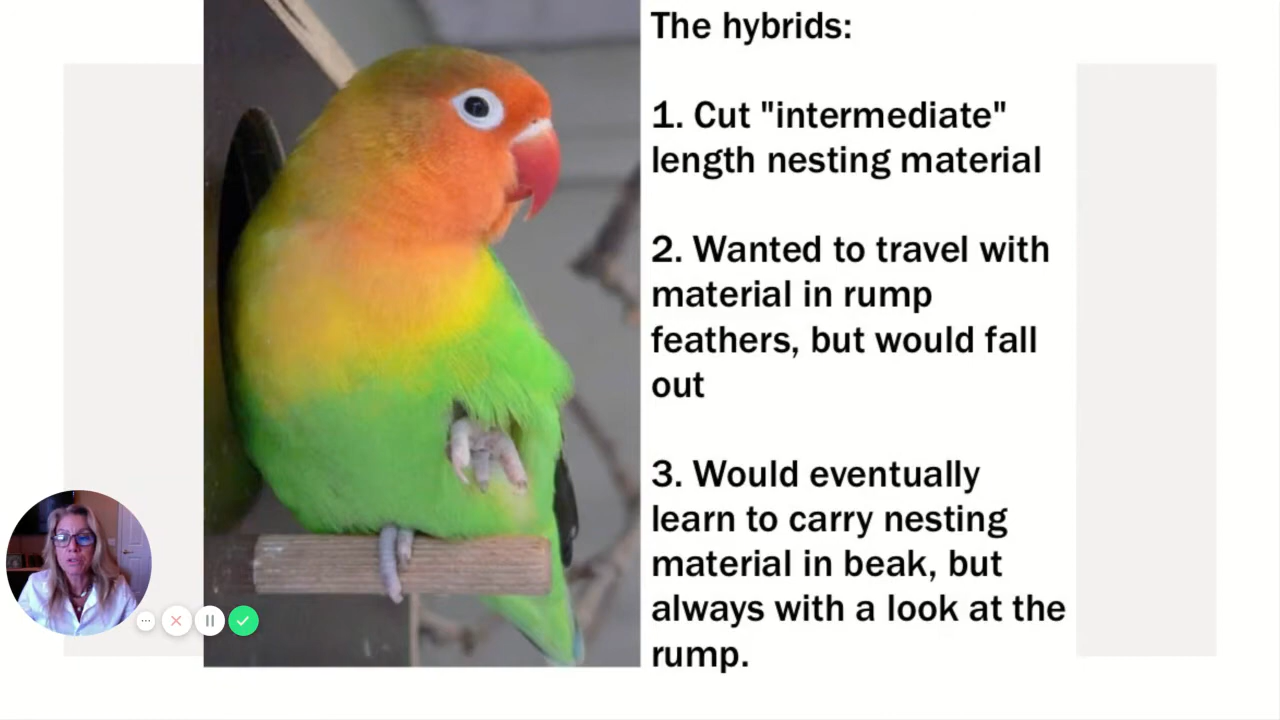 The hybrids:
1. Cut "intermediate"
length nesting material
2. Wanted to travel with
material in rump
feathers, but would fall
out
3. Would eventually
learn to carry nesting
material in beak, but
always with a look at the
rump.